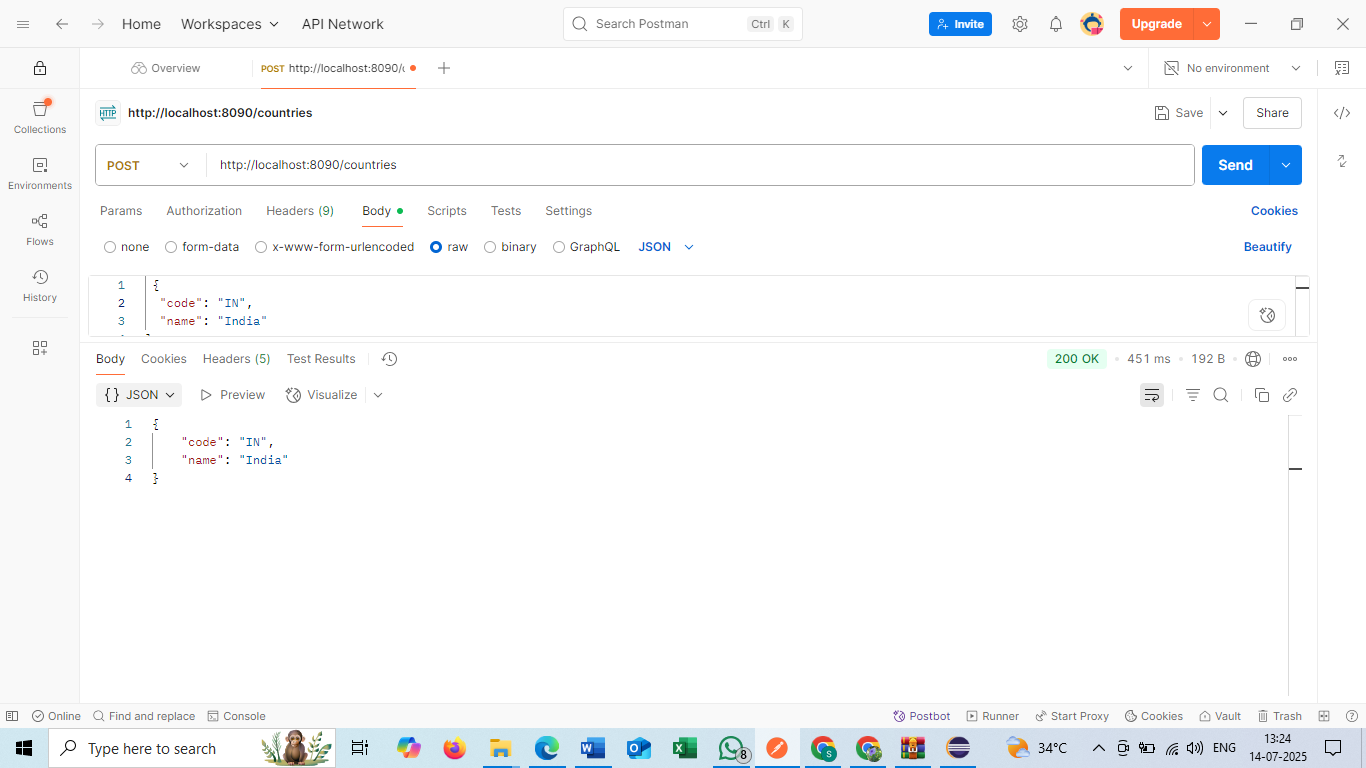 Home Workspaces API Network Search Postman Ctrl K Invite Upgrade
Overview POST http://localhost:8090/c No environment
HTTP http://localhost:8090/countries Save Share
POST http://localhost:8090/countries Send
Params Authorization Headers (9) Body Scripts Tests Settings Cookies
none form-data x-www-form-urlencoded raw binary GraphQL JSON Beautify
1 {
2 "code": "IN",
3 "name": "India"
Collections
Environments
Flows
History
Body Cookies Headers (5) Test Results 200 OK 451 ms 192 B
{} JSON Preview Visualize
1 {
2 "code": "IN",
3 "name": "India"
4 }
Online Find and replace Console Postbot Runner Start Proxy Cookies Vault Trash
Type here to search 8 S 34°C ENG 13:24
14-07-2025